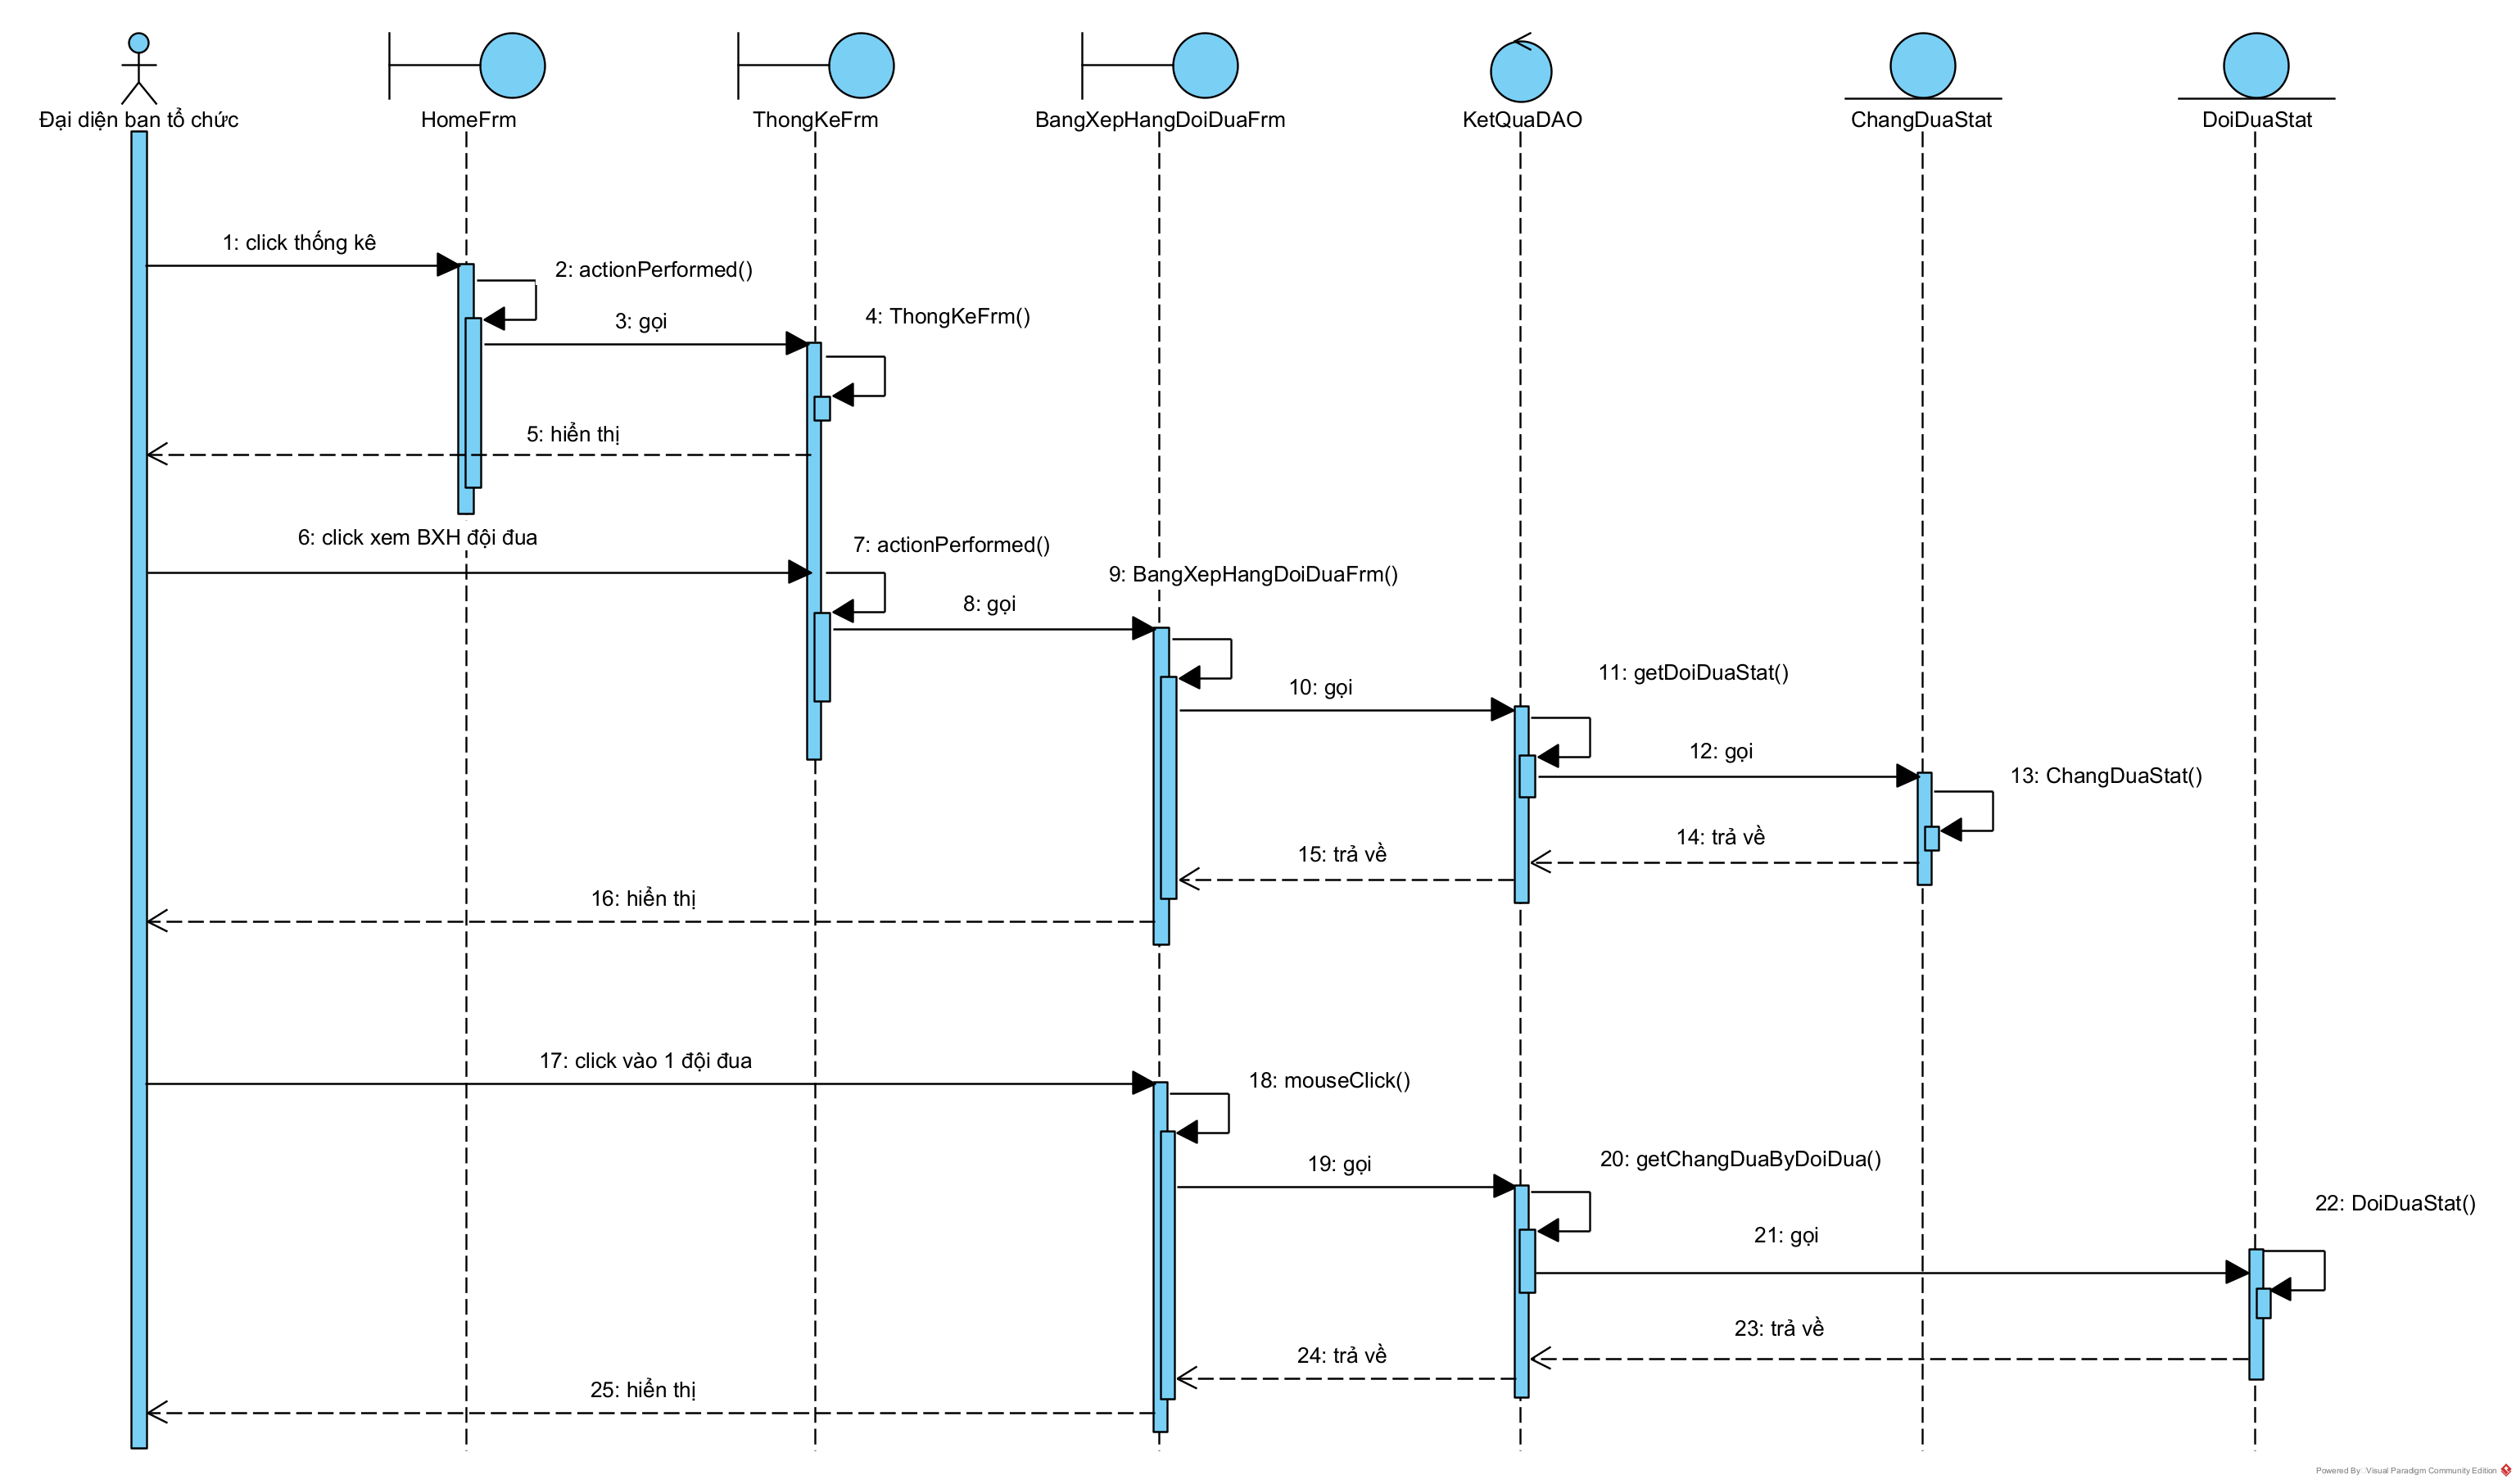 Đại diện ban tổ chức
HomeFrm
ThongKeFrm
BangXepHangDoiDuaFrm
KetQuaDAO
ChangDuaStat
DoiDuaStat
1: click thống kê
2: actionPerformed()
3: gọi
4: ThongKeFrm()
5: hiển thị
6: click xem BXH đội đua
7: actionPerformed()
8: gọi
9: BangXepHangDoiDuaFrm()
10: gọi
11: getDoiDuaStat()
12: gọi
13: ChangDuaStat()
14: trả về
15: trả về
16: hiển thị
17: click vào 1 đội đua
18: mouseClick()
19: gọi
20: getChangDuaByDoiDua()
21: gọi
22: DoiDuaStat()
23: trả về
24: trả về
25: hiển thị
Powered By Visual Paradigm Community Edition